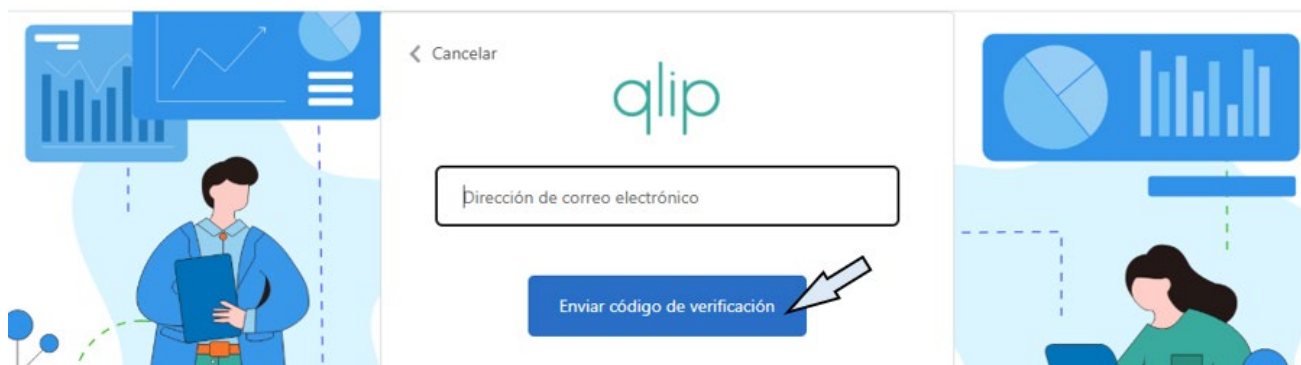 Cancelar
qlip
Dirección de correo electrónico
Enviar código de verificación